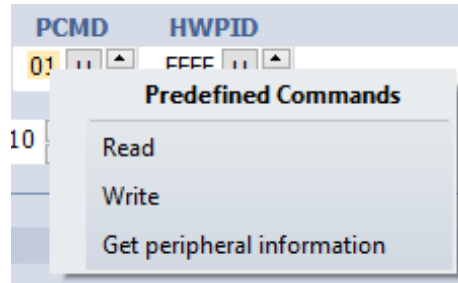 PCMD HWPID
01 u FFFF u
Predefined Commands
10
Read
Write
Get peripheral information